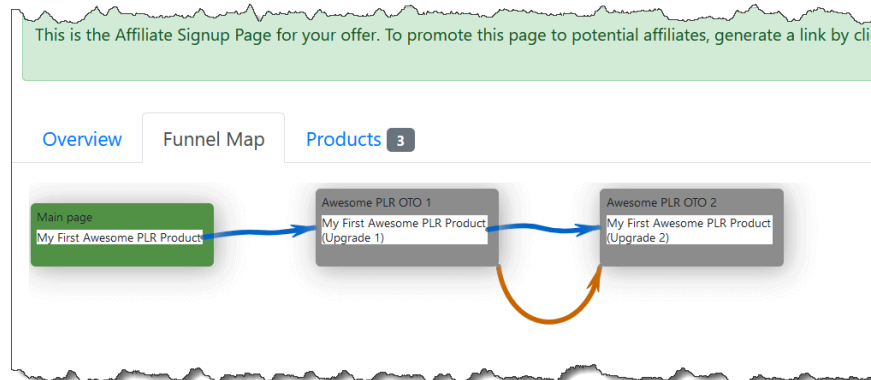 This is the Affiliate Signup Page for your offer. To promote this page to potential affiliates, generate a link by cli
Overview
Funnel Map
Products 3
Main page
My First Awesome PLR Product
Awesome PLR OTO 1
My First Awesome PLR Product
(Upgrade 1)
Awesome PLR OTO 2
My First Awesome PLR Product
(Upgrade 2)